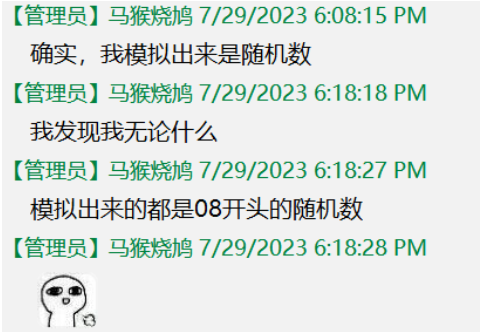 【管理员】马猴烧鸠 7/29/2023 6:08:15 PM
确实，我模拟出来是随机数
【管理员】马猴烧鸠 7/29/2023 6:18:18 PM
我发现我无论什么
【管理员】马猴烧鸠 7/29/2023 6:18:27 PM
模拟出来的都是08开头的随机数
【管理员】马猴烧鸠 7/29/2023 6:18:28 PM